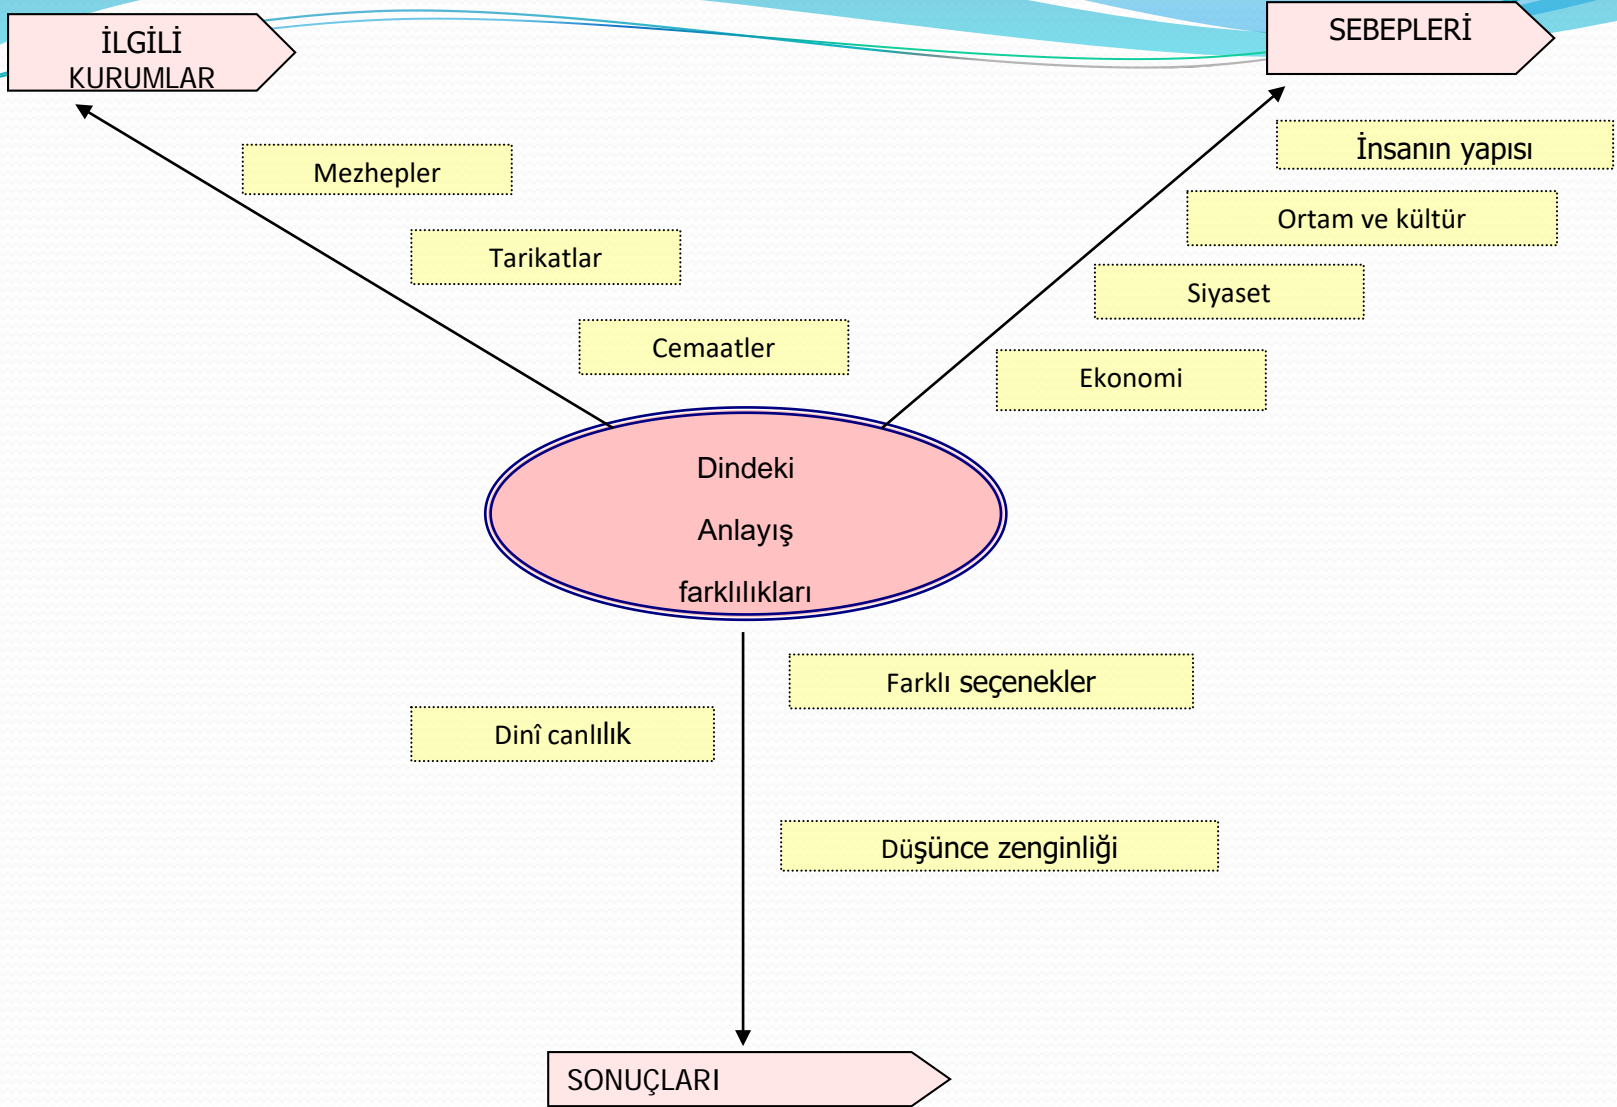 İLGİLİ
KURUMLAR
SEBEPLERİ
Mezhepler
Tarikatlar
Cemaatler
İnsanın yapısı
Ortam ve kültür
Siyaset
Ekonomi
Dindeki
Anlayış
farklılıkları
Farklı seçenekler
Dinî canlılık
Düşünce zenginliği
SONUÇLARI